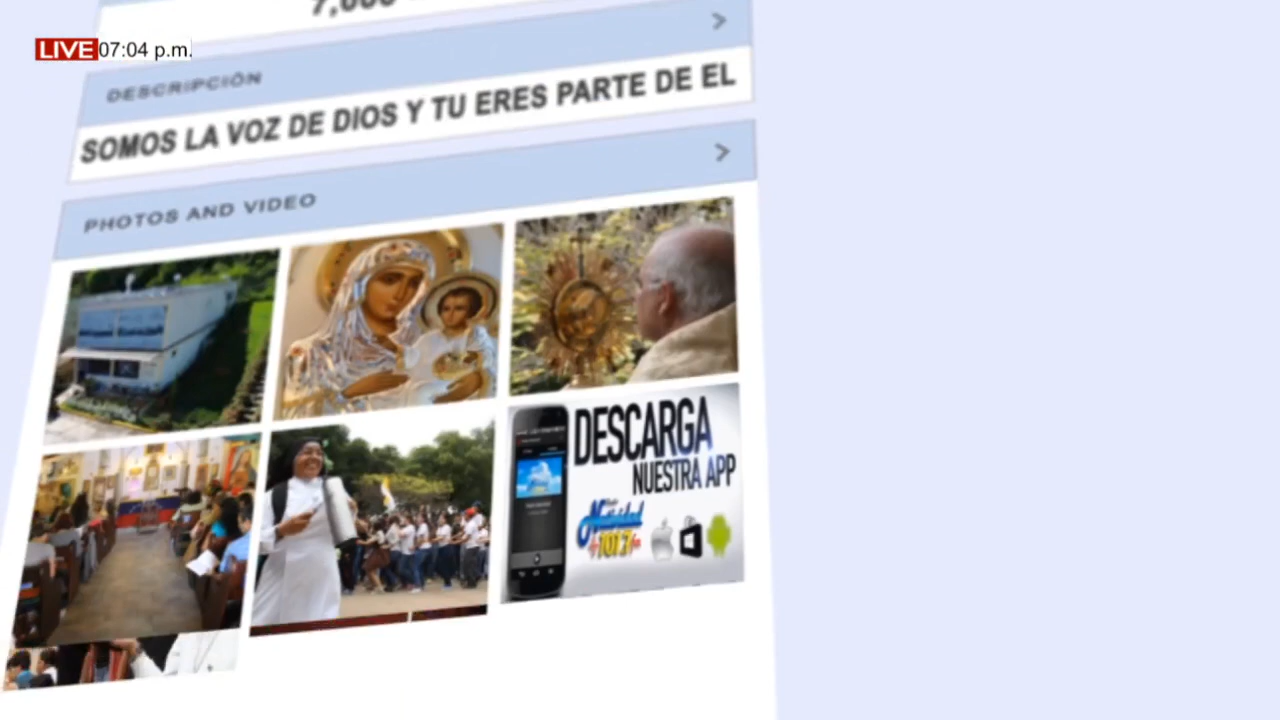 LIVE 07:04 p.m.
DESCRIPCIÓN
SOMOS LA VOZ DE DIOS Y TU ERES PARTE DE EL
PHOTOS AND VIDEO
DESCARGA
NUESTRA APP
Natividad
101.7 FM